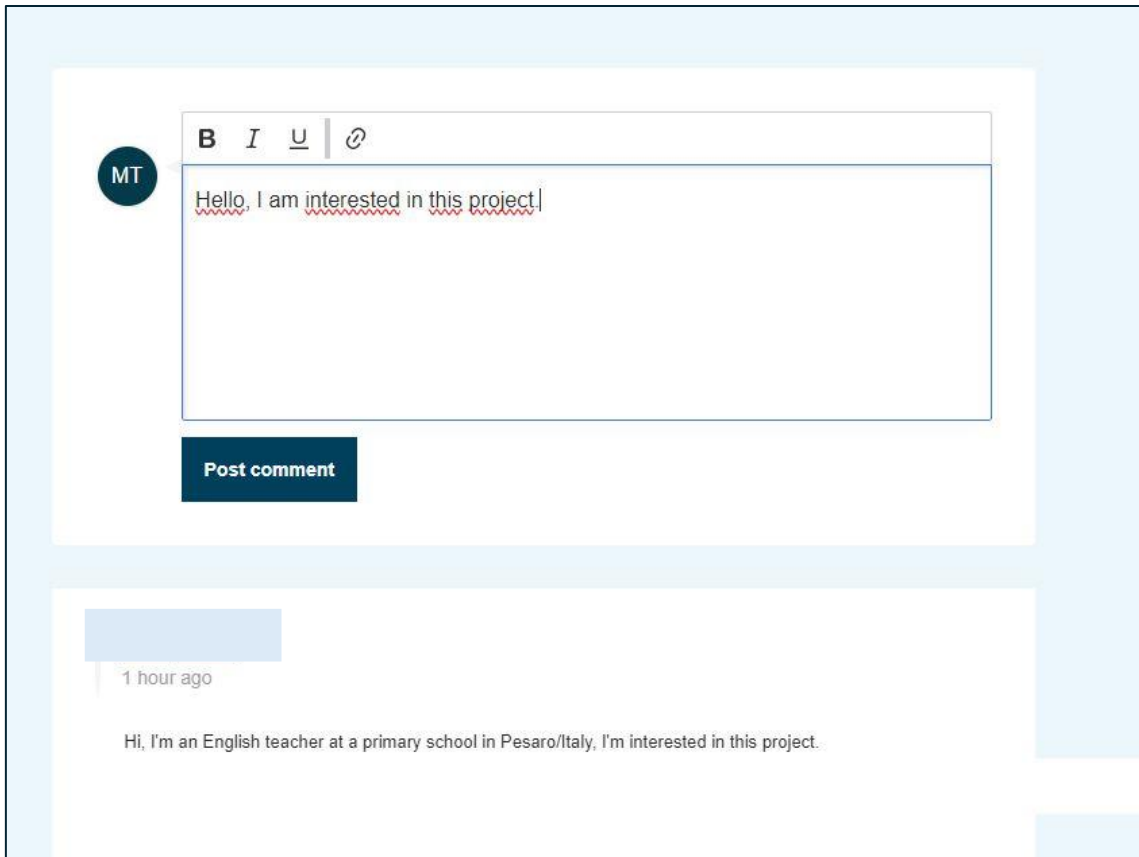 B I U
MT
Hello, I am interested in this project.
Post comment
1 hour ago
Hi, I'm an English teacher at a primary school in Pesaro/Italy, I'm interested in this project.